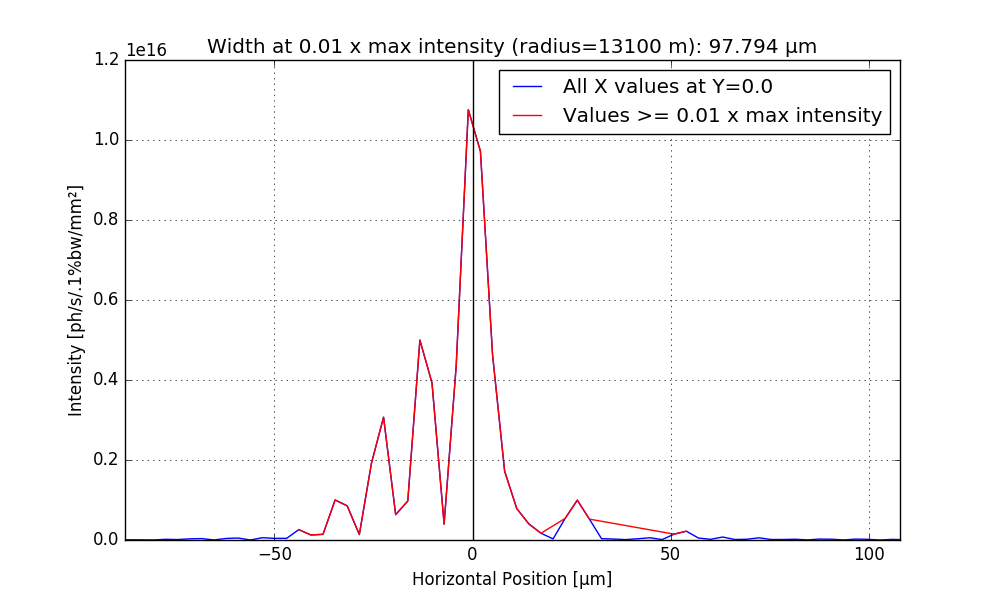 Width at 0.01 x max intensity (radius=13100 m): 97.794 µm
1e16
All X values at Y=0.0
Values >= 0.01 x max intensity
1.2
1.0
0.8
0.6
0.4
0.2
0.0
Intensity [ph/s/.1%bw/mm²]
−50
0
50
100
Horizontal Position [µm]